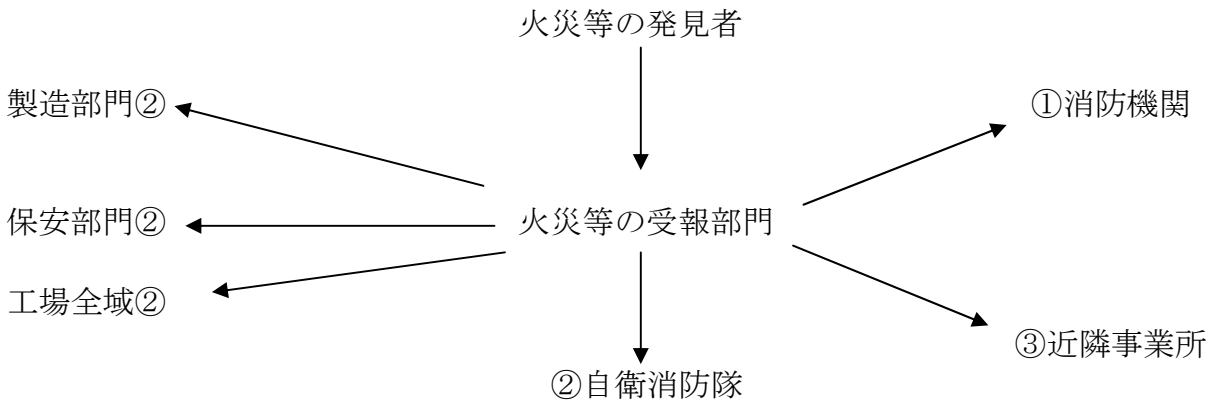 火災等の発見者
製造部門②
①消防機関
保安部門②
火災等の受報部門
工場全域②
③近隣事業所
②自衛消防隊